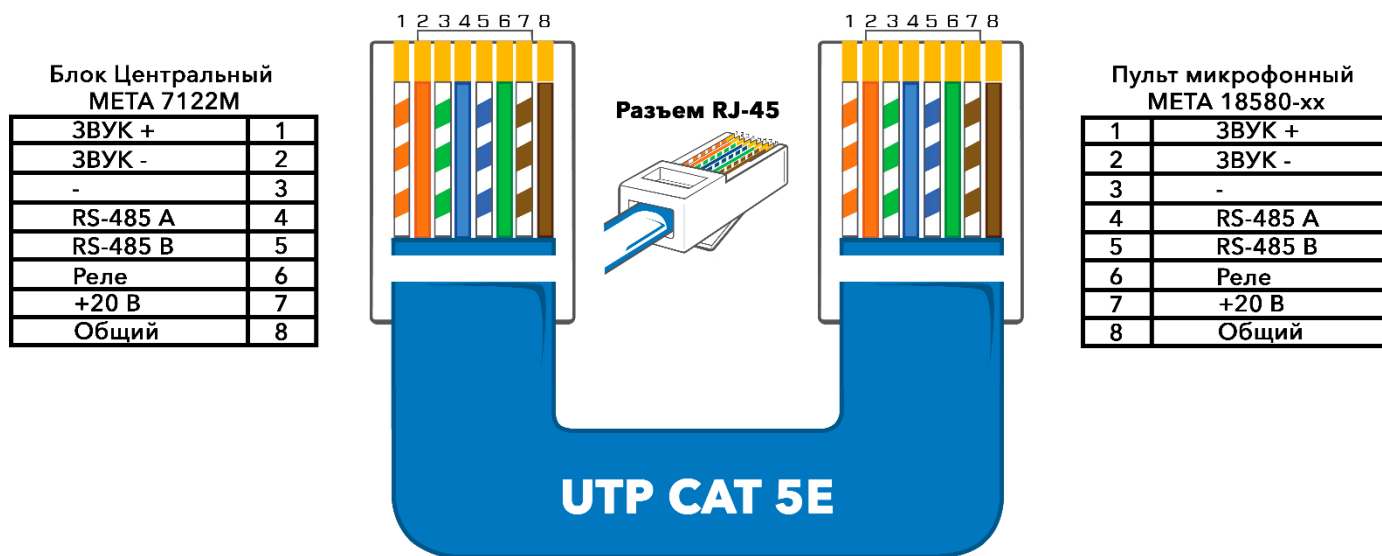 1 2 3 4 5 6 7 8
1 2 3 4 5 6 7 8
Блок Центральный
МЕТА 7122М
ЗВУК + 1
ЗВУК - 2
- 3
RS-485 A 4
RS-485 B 5
Реле 6
+20 В 7
Общий 8
Разъем RJ-45
Пульт микрофонный
МЕТА 18580-хх
1 ЗВУК +
2 ЗВУК -
3 -
4 RS-485 A
5 RS-485 B
6 Реле
7 +20 В
8 Общий
UTP CAT 5E